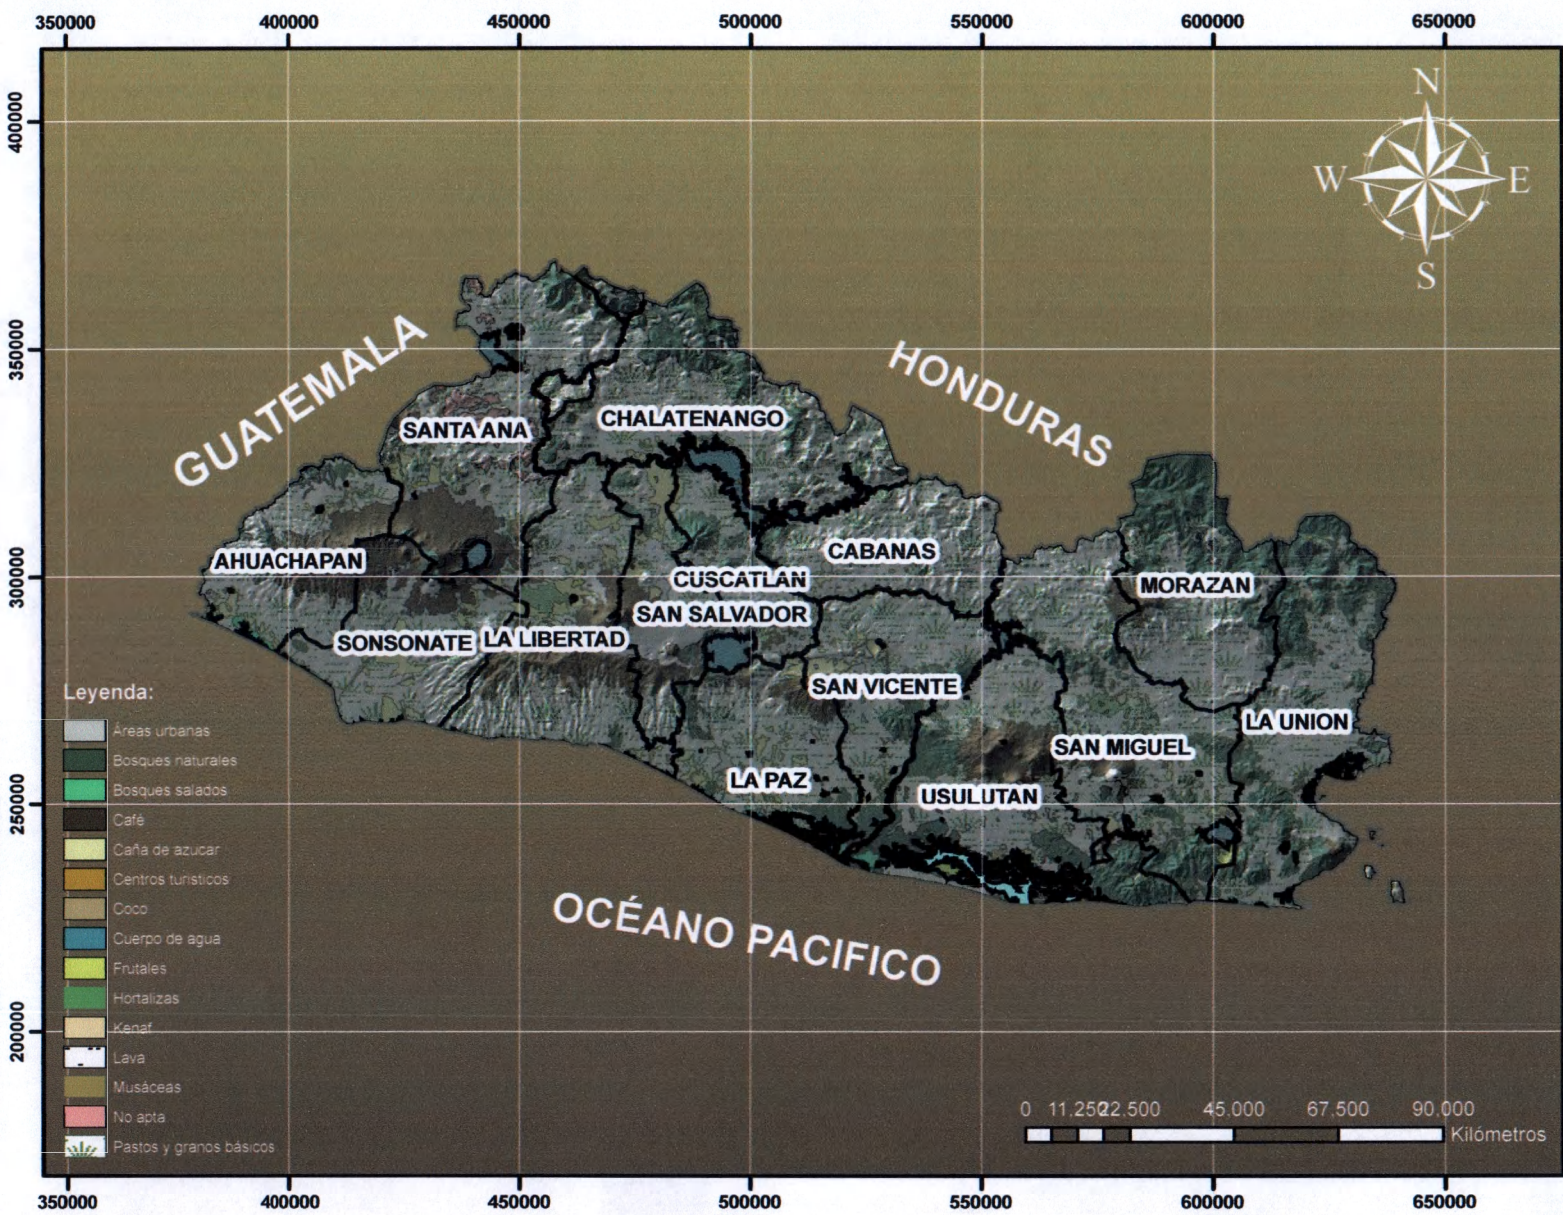 350000 400000 450000 500000 550000 600000 650000
400000
350000
300000
250000
200000
N
W E
S
GUATEMALA
HONDURAS
SANTA ANA
CHALATENANGO
AHUACHAPAN
CABANAS
CUSCATLAN
MORAZAN
SAN SALVADOR
SONSONATE
LA LIBERTAD
SAN VICENTE
LA UNION
SAN MIGUEL
LA PAZ
USULUTAN
OCÉANO PACIFICO
Leyenda:
Áreas urbanas
Bosques naturales
Bosques salados
Café
Caña de azucar
Centros turisticos
Coco
Cuerpo de agua
Frutales
Hortalizas
Kenaf
Lava
Musáceas
No apta
Pastos y granos básicos
0 11.250 22.500 45.000 67.500 90.000
Kilómetros
350000 400000 450000 500000 550000 600000 650000